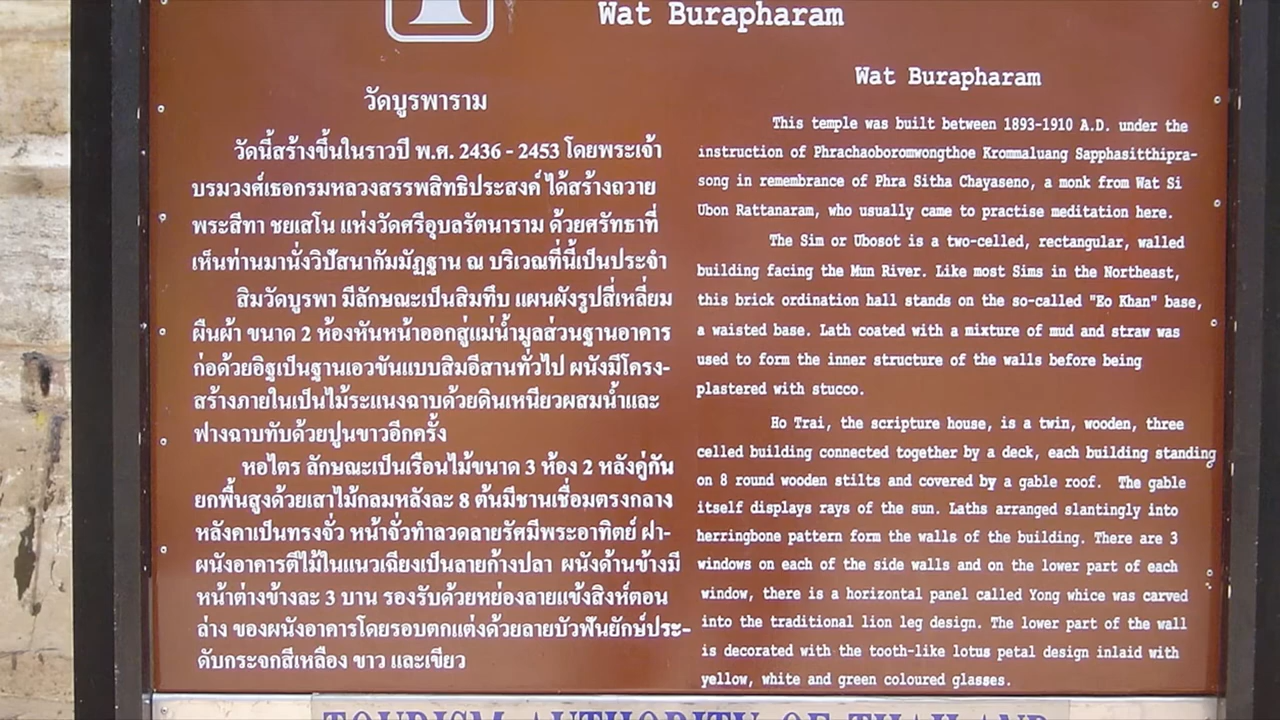 Wat Burapharam
วัดบูรพาราม
วัดนี้สร้างขึ้นในราวปี พ.ศ. 2436 - 2453 โดยพระเจ้า
บรมวงศ์เธอกรมหลวงสรรพสิทธิประสงค์ ได้สร้างถวาย
พระสีทา ชยเสโน แห่งวัดศรีอุบลรัตนาราม ด้วยศรัทธาที่
เห็นท่านมานั่งวิปัสนากัมมัฏฐาน ณ บริเวณที่นี้เป็นประจำ
สิมวัดบูรพา มีลักษณะเป็นสิมทึบ แผนผังรูปสี่เหลี่ยม
ผืนผ้า ขนาด 2 ห้องหันหน้าออกสู่แม่น้ำมูลส่วนฐานอาคาร
ก่อด้วยอิฐเป็นฐานเอวขันแบบสิมอีสานทั่วไป ผนังมีโครง-
สร้างภายในเป็นไม้ระแนงฉาบด้วยดินเหนียวผสมน้ำและ
ฟางฉาบทับด้วยปูนขาวอีกครั้ง
หอไตร ลักษณะเป็นเรือนไม้ขนาด 3 ห้อง 2 หลังคู่กัน
ยกพื้นสูงด้วยเสาไม้กลมหลังละ 8 ต้นมีชานเชื่อมตรงกลาง
หลังคาเป็นทรงจั่ว หน้าจั่วทำลวดลายรัศมีพระอาทิตย์ ฝา-
ผนังอาคารตีไม้ในแนวเฉียงเป็นลายก้างปลา ผนังด้านข้างมี
หน้าต่างข้างละ 3 บาน รองรับด้วยหย่องลายแข้งสิงห์ตอน
ล่าง ของผนังอาคารโดยรอบตกแต่งด้วยลายบัวฟันยักษ์ประ-
ดับกระจกสีเหลือง ขาว และเขียว
Wat Burapharam
This temple was built between 1893-1910 A.D. under the
instruction of Phrachaoboromwongthoe Krommaluang Sapphasitthipra-
song in remembrance of Phra Sitha Chayaseno, a monk from Wat Si
Ubon Rattanaram, who usually came to practise meditation here.
The Sim or Ubosot is a two-celled, rectangular, walled
building facing the Mun River. Like most Sims in the Northeast,
this brick ordination hall stands on the so-called "Eo Khan" base,
a waisted base. Lath coated with a mixture of mud and straw was
used to form the inner structure of the walls before being
plastered with stucco.
Ho Trai, the scripture house, is a twin, wooden, three
celled building connected together by a deck, each building standing
on 8 round wooden stilts and covered by a gable roof. The gable
itself displays rays of the sun. Laths arranged slantingly into
herringbone pattern form the walls of the building. There are 3
windows on each of the side walls and on the lower part of each
window, there is a horizontal panel called Yong whice was carved
into the traditional lion leg design. The lower part of the wall
is decorated with the tooth-like lotus petal design inlaid with
yellow, white and green coloured glasses.
TOURISM AUTHORITY OF THAILAND